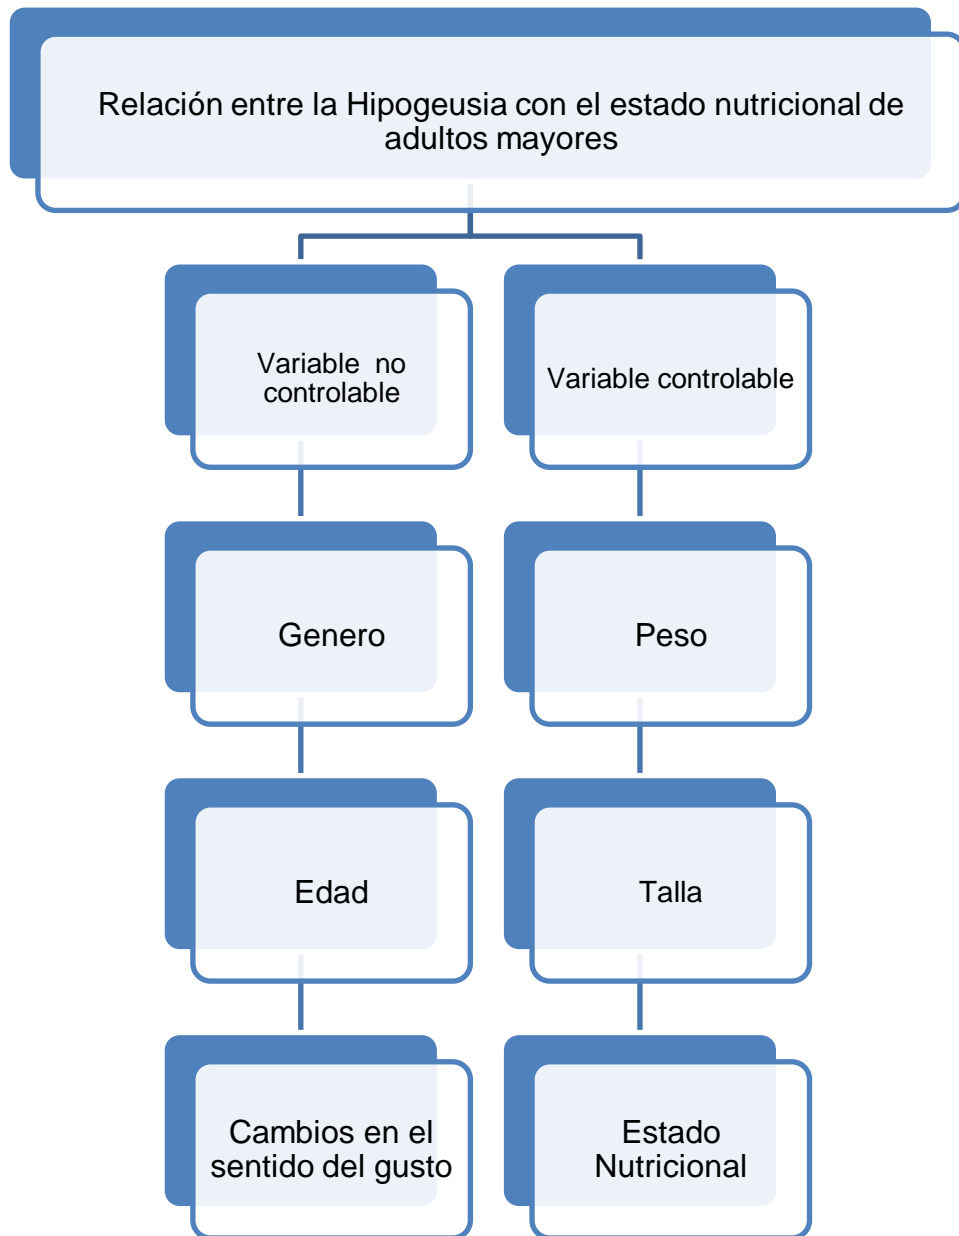 Relación entre la Hipogeusia con el estado nutricional de
adultos mayores
Variable no
controlable
Variable controlable
Genero
Peso
Edad
Talla
Cambios en el
sentido del gusto
Estado
Nutricional